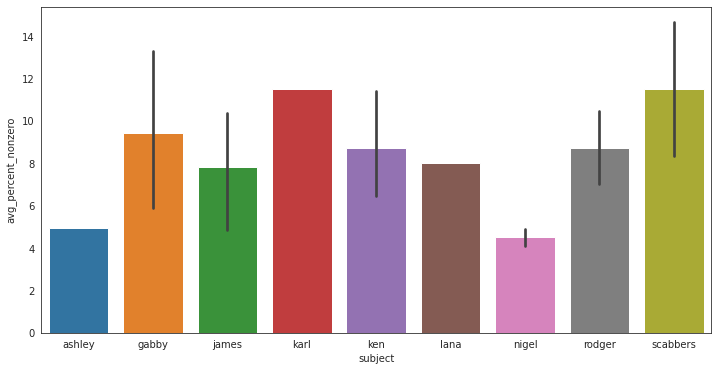 avg_percent_nonzero
14
12
10
8
6
4
2
0
ashley gabby james karl ken lana nigel rodger scabbers
subject